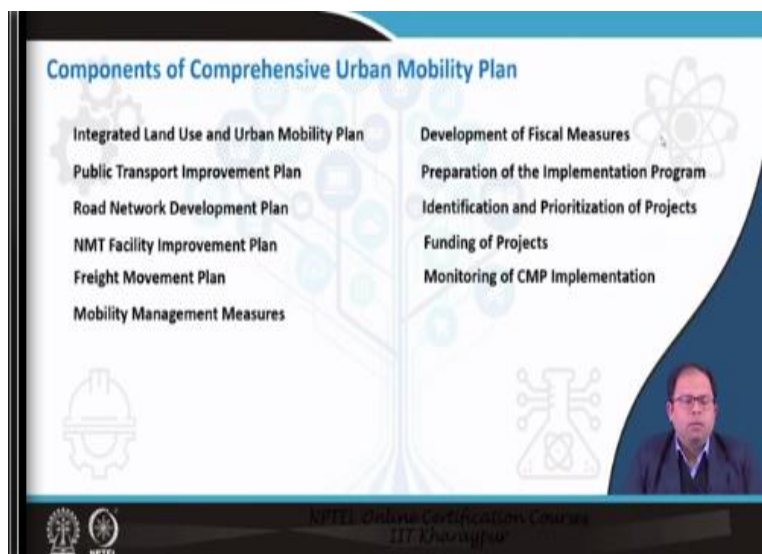 Components of Comprehensive Urban Mobility Plan
Integrated Land Use and Urban Mobility Plan
Public Transport Improvement Plan
Road Network Development Plan
NMT Facility Improvement Plan
Freight Movement Plan
Mobility Management Measures
Development of Fiscal Measures
Preparation of the Implementation Program
Identification and Prioritization of Projects
Funding of Projects
Monitoring of CMP Implementation
NPTEL Online Certification Courses
IIT Kharagpur
NPTEL